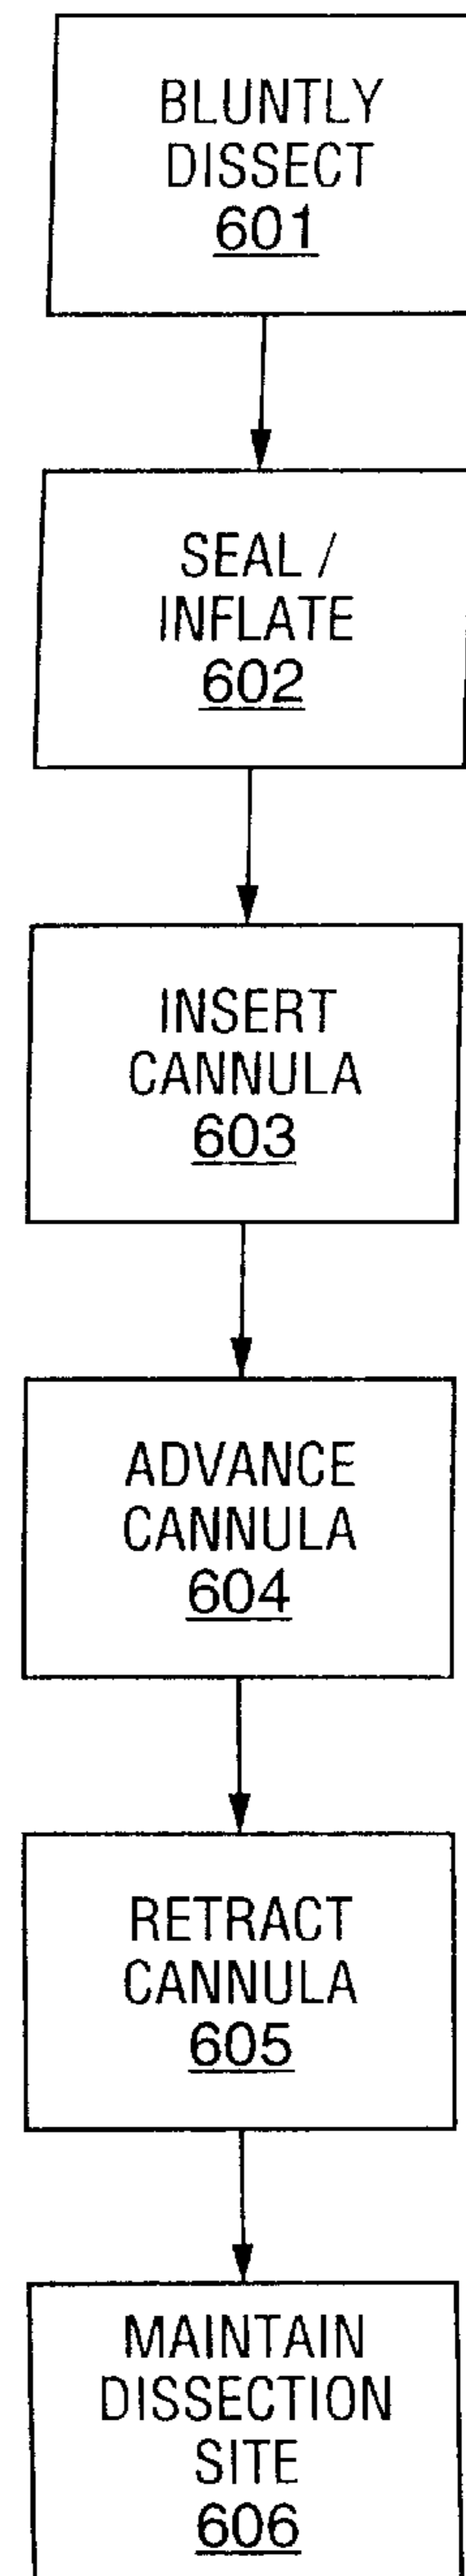 BLUNTLY
DISSECT
601
SEAL /
INFLATE
602
INSERT
CANNULA
603
ADVANCE
CANNULA
604
RETRACT
CANNULA
605
MAINTAIN
DISSECTION
SITE
606